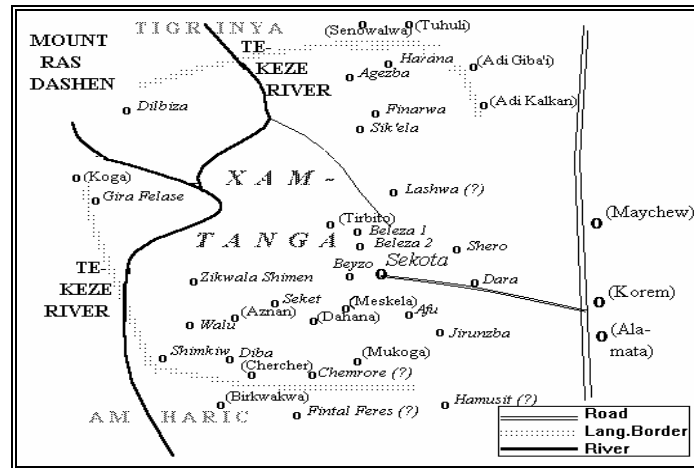 TIGRINYA
(Senowalwa)
(Tuhuli)
MOUNT
RAS
DASHEN
TE-
KEZE
RIVER
Harana
(Adi Giba'i)
Agezba
Dilbiza
(Adi Kalkan)
Finarwa
Sik'ela
(Koga)
XAM~
Gira Felase
Lashwa (?)
(Tirbito)
(Maychew)
TANGA
Beleza 1
Beleza 2
Shero
Sekota
TE-
KEZE
RIVER
Zikwala Shimen
Beyzo
Dara
Seket
(Meskela)
(Korem)
(Aznan)
(Dahana)
Afu
Walu
Jirunzba
(Ala-
mata)
Shimkiw
Diba
(Mukoga)
(Chercher)
Chemrore (?)
(Birkwakwa)
AM HARIC
Fintal Feres (?)
Hamusit (?)
Road
Lang.Border
River